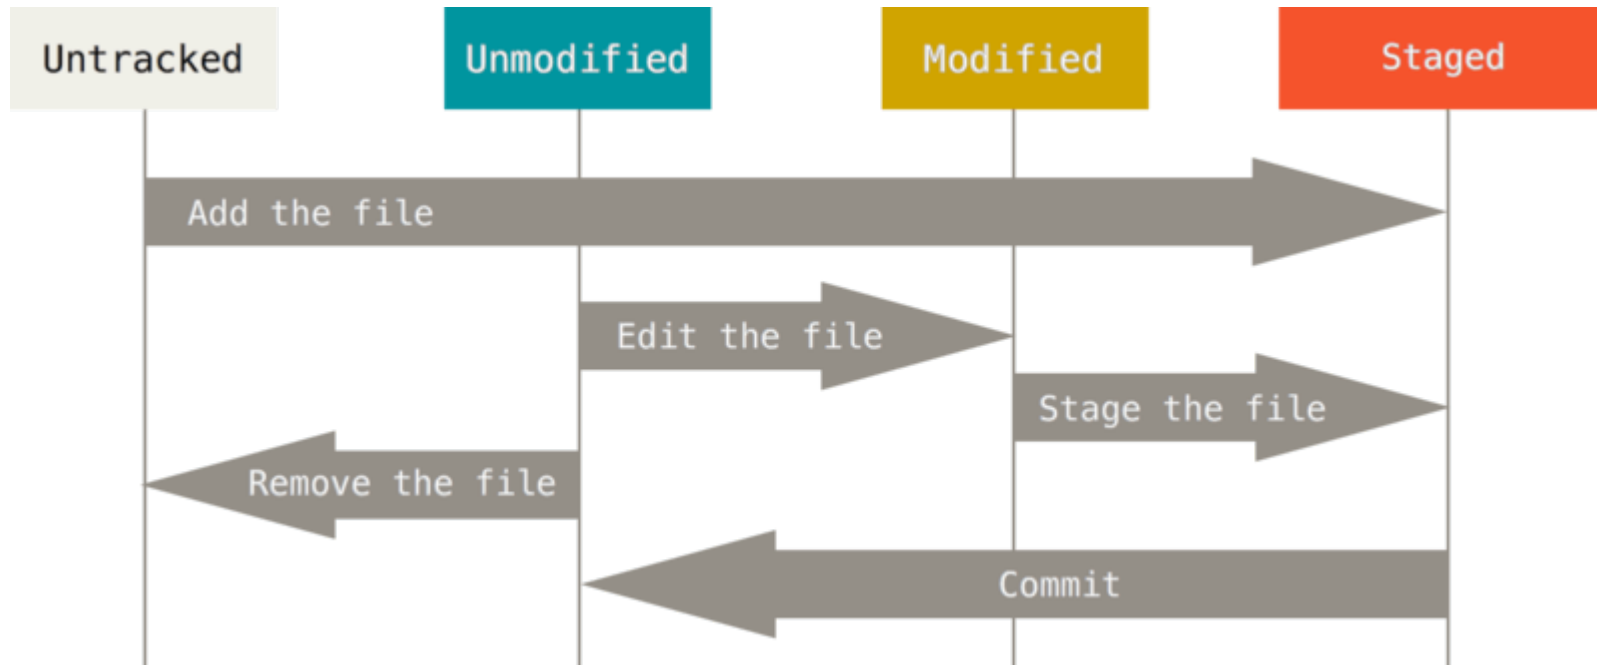 Untracked
Unmodified
Modified
Staged
Add the file
Edit the file
Stage the file
Remove the file
Commit